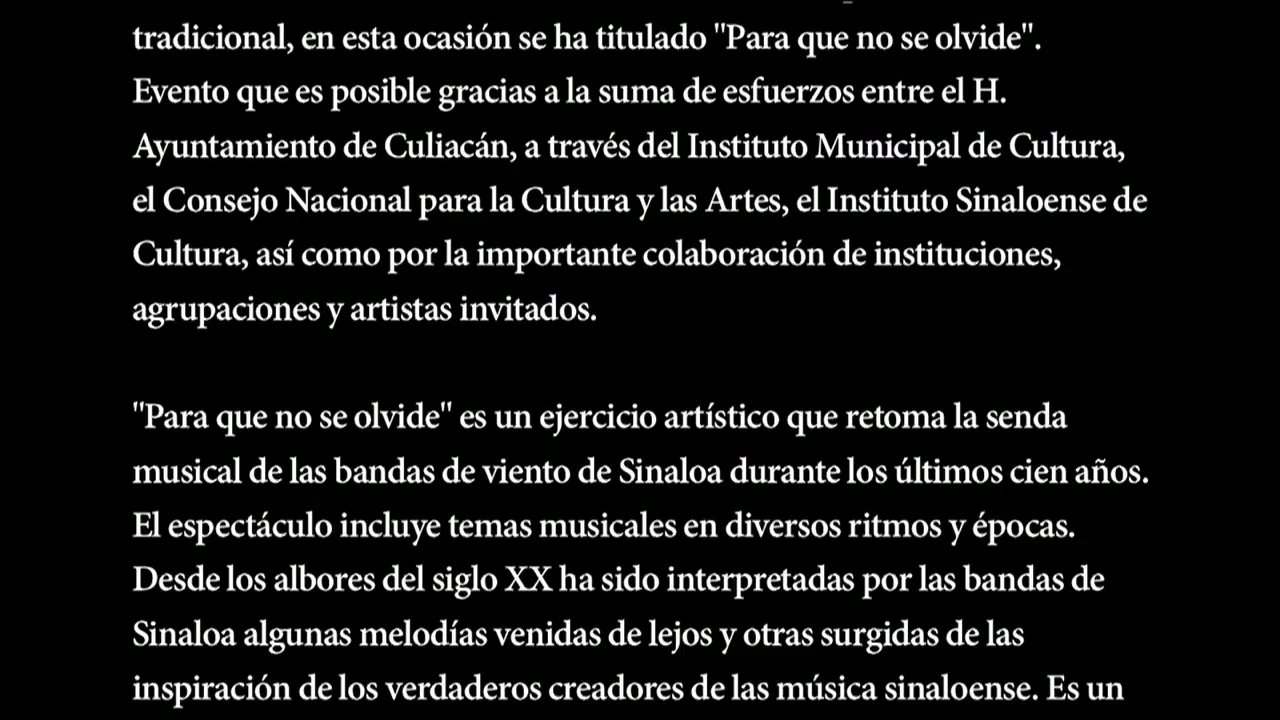 tradicional, en esta ocasión se ha titulado "Para que no se olvide".
Evento que es posible gracias a la suma de esfuerzos entre el H.
Ayuntamiento de Culiacán, a través del Instituto Municipal de Cultura,
el Consejo Nacional para la Cultura y las Artes, el Instituto Sinaloense de
Cultura, así como por la importante colaboración de instituciones,
agrupaciones y artistas invitados.
"Para que no se olvide" es un ejercicio artístico que retoma la senda
musical de las bandas de viento de Sinaloa durante los últimos cien años.
El espectáculo incluye temas musicales en diversos ritmos y épocas.
Desde los albores del siglo XX ha sido interpretadas por las bandas de
Sinaloa algunas melodías venidas de lejos y otras surgidas de las
inspiración de los verdaderos creadores de las música sinaloense. Es un